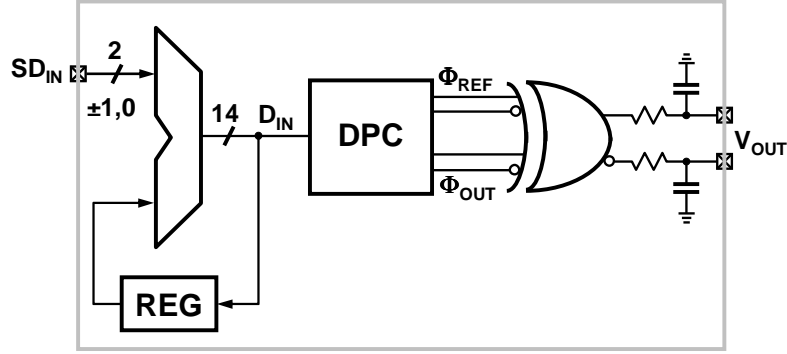 2
SD_IN
±1,0
14
D_IN
DPC
Φ_REF
Φ_OUT
V_OUT
REG